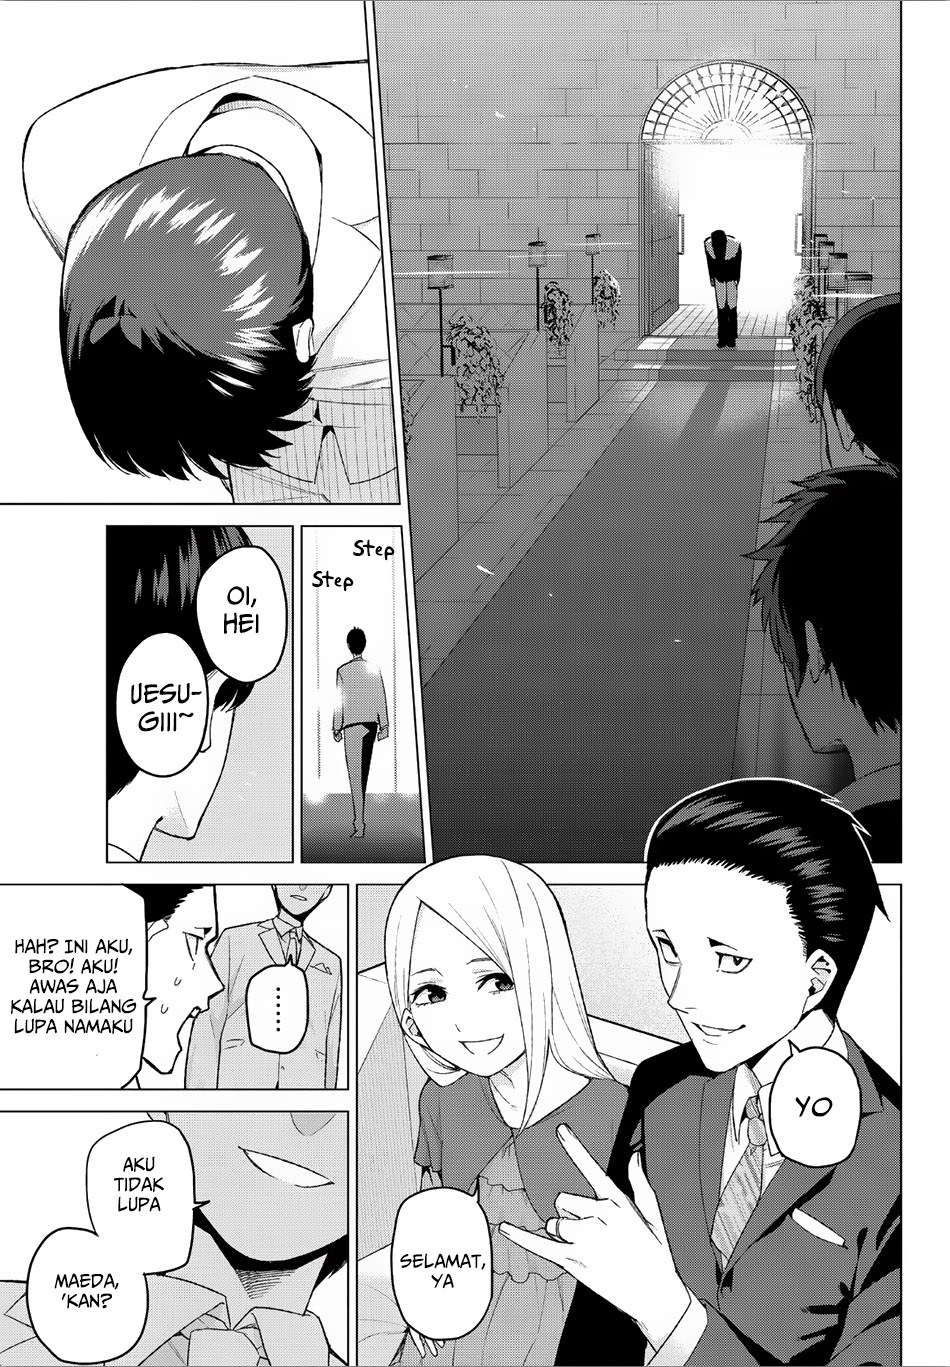 Step
Step
OI,
HEI
UESU-
GIII~
YO
SELAMAT,
YA
HAH? INI AKU,
BRO! AKU!
AWAS AJA
KALAU BILANG
LUPA NAMAKU
......
AKU
TIDAK
LUPA
MAEDA,
'KAN?